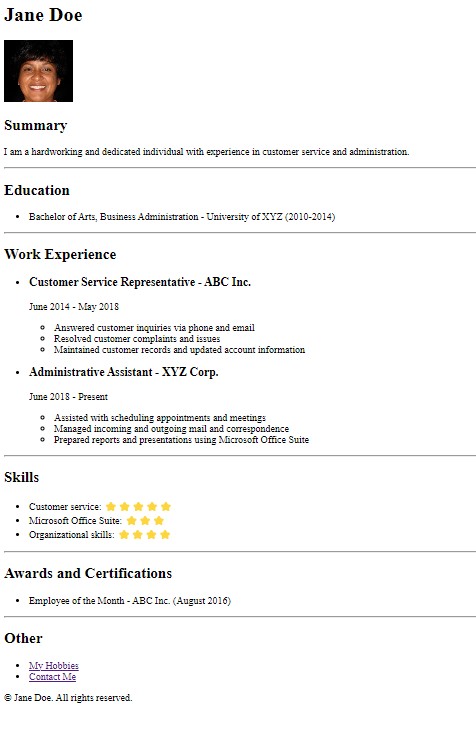 Jane Doe
Summary
I am a hardworking and dedicated individual with experience in customer service and administration.
Education
Bachelor of Arts, Business Administration - University of XYZ (2010-2014)
Work Experience
Customer Service Representative - ABC Inc.
June 2014 - May 2018
Answered customer inquiries via phone and email
Resolved customer complaints and issues
Maintained customer records and updated account information
Administrative Assistant - XYZ Corp.
June 2018 - Present
Assisted with scheduling appointments and meetings
Managed incoming and outgoing mail and correspondence
Prepared reports and presentations using Microsoft Office Suite
Skills
Customer service:
Microsoft Office Suite:
Organizational skills:
Awards and Certifications
Employee of the Month - ABC Inc. (August 2016)
Other
My Hobbies
Contact Me
© Jane Doe. All rights reserved.